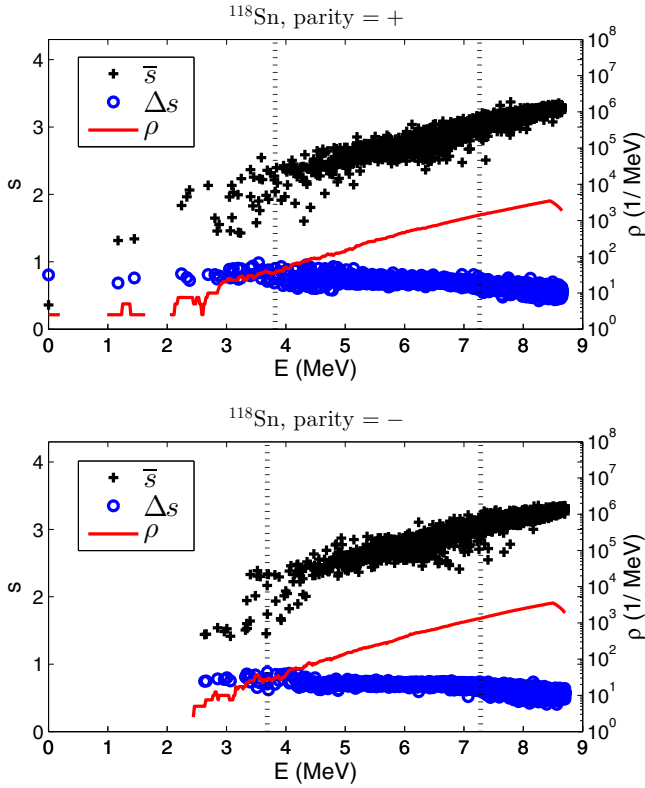 ¹¹⁸Sn, parity = +
s̅
Δs
ρ
4
3
2
1
0
s
10⁸
10⁷
10⁶
10⁵
10⁴
10³
10²
10¹
10⁰
ρ (1/ MeV)
0 1 2 3 4 5 6 7 8 9
E (MeV)
¹¹⁸Sn, parity = −
s̅
Δs
ρ
4
3
2
1
0
s
10⁸
10⁷
10⁶
10⁵
10⁴
10³
10²
10¹
10⁰
ρ (1/ MeV)
0 1 2 3 4 5 6 7 8 9
E (MeV)